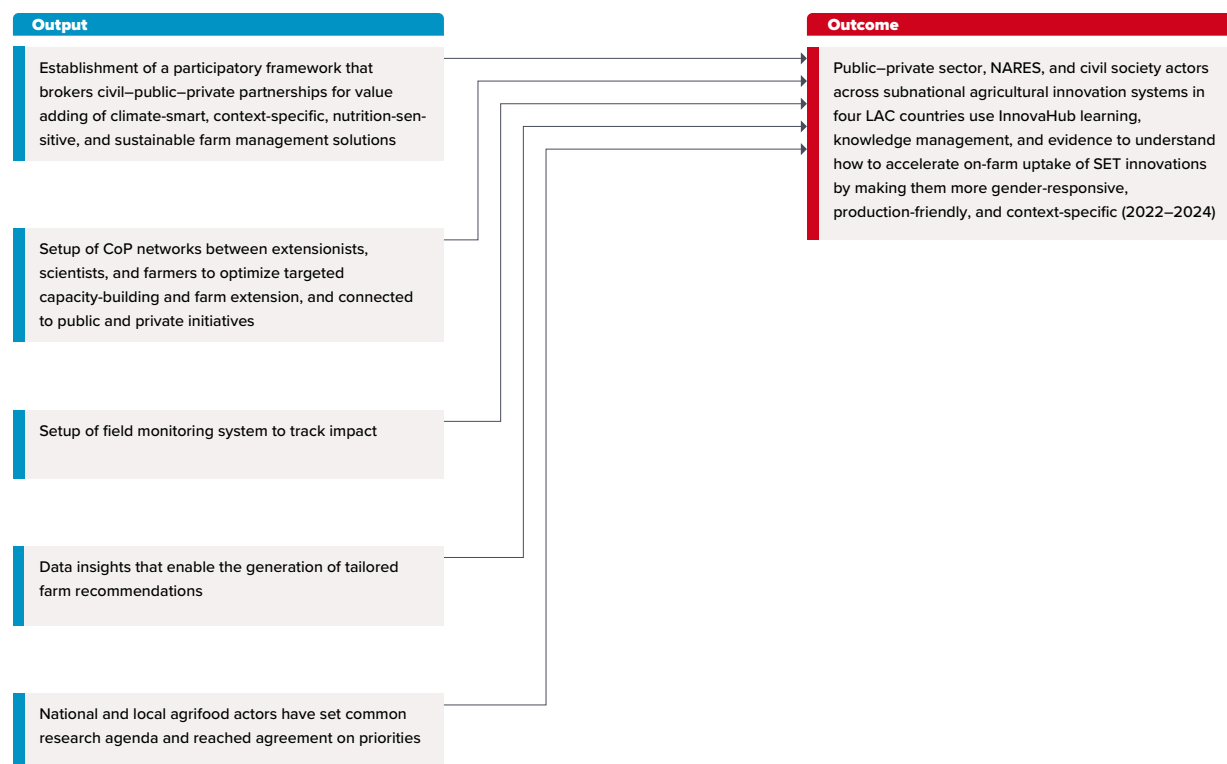 Output
Establishment of a participatory framework that
brokers civil–public–private partnerships for value
adding of climate-smart, context-specific, nutrition-sen-
sitive, and sustainable farm management solutions
Setup of CoP networks between extensionists,
scientists, and farmers to optimize targeted
capacity-building and farm extension, and connected
to public and private initiatives
Setup of field monitoring system to track impact
Data insights that enable the generation of tailored
farm recommendations
National and local agrifood actors have set common
research agenda and reached agreement on priorities
Outcome
Public–private sector, NARES, and civil society actors
across subnational agricultural innovation systems in
four LAC countries use InnovaHub learning,
knowledge management, and evidence to understand
how to accelerate on-farm uptake of SET innovations
by making them more gender-responsive,
production-friendly, and context-specific (2022–2024)